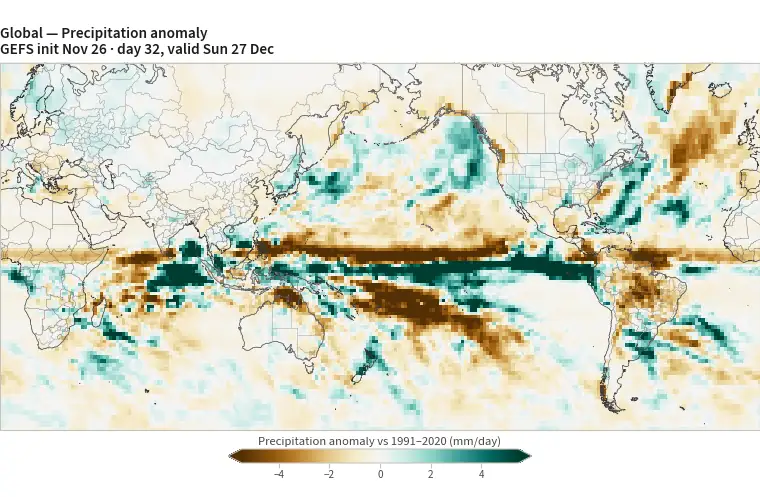 Global — Precipitation anomaly
GEFS init Nov 26 · day 32, valid Sun 27 Dec
Precipitation anomaly vs 1991–2020 (mm/day)
−4 −2 0 2 4